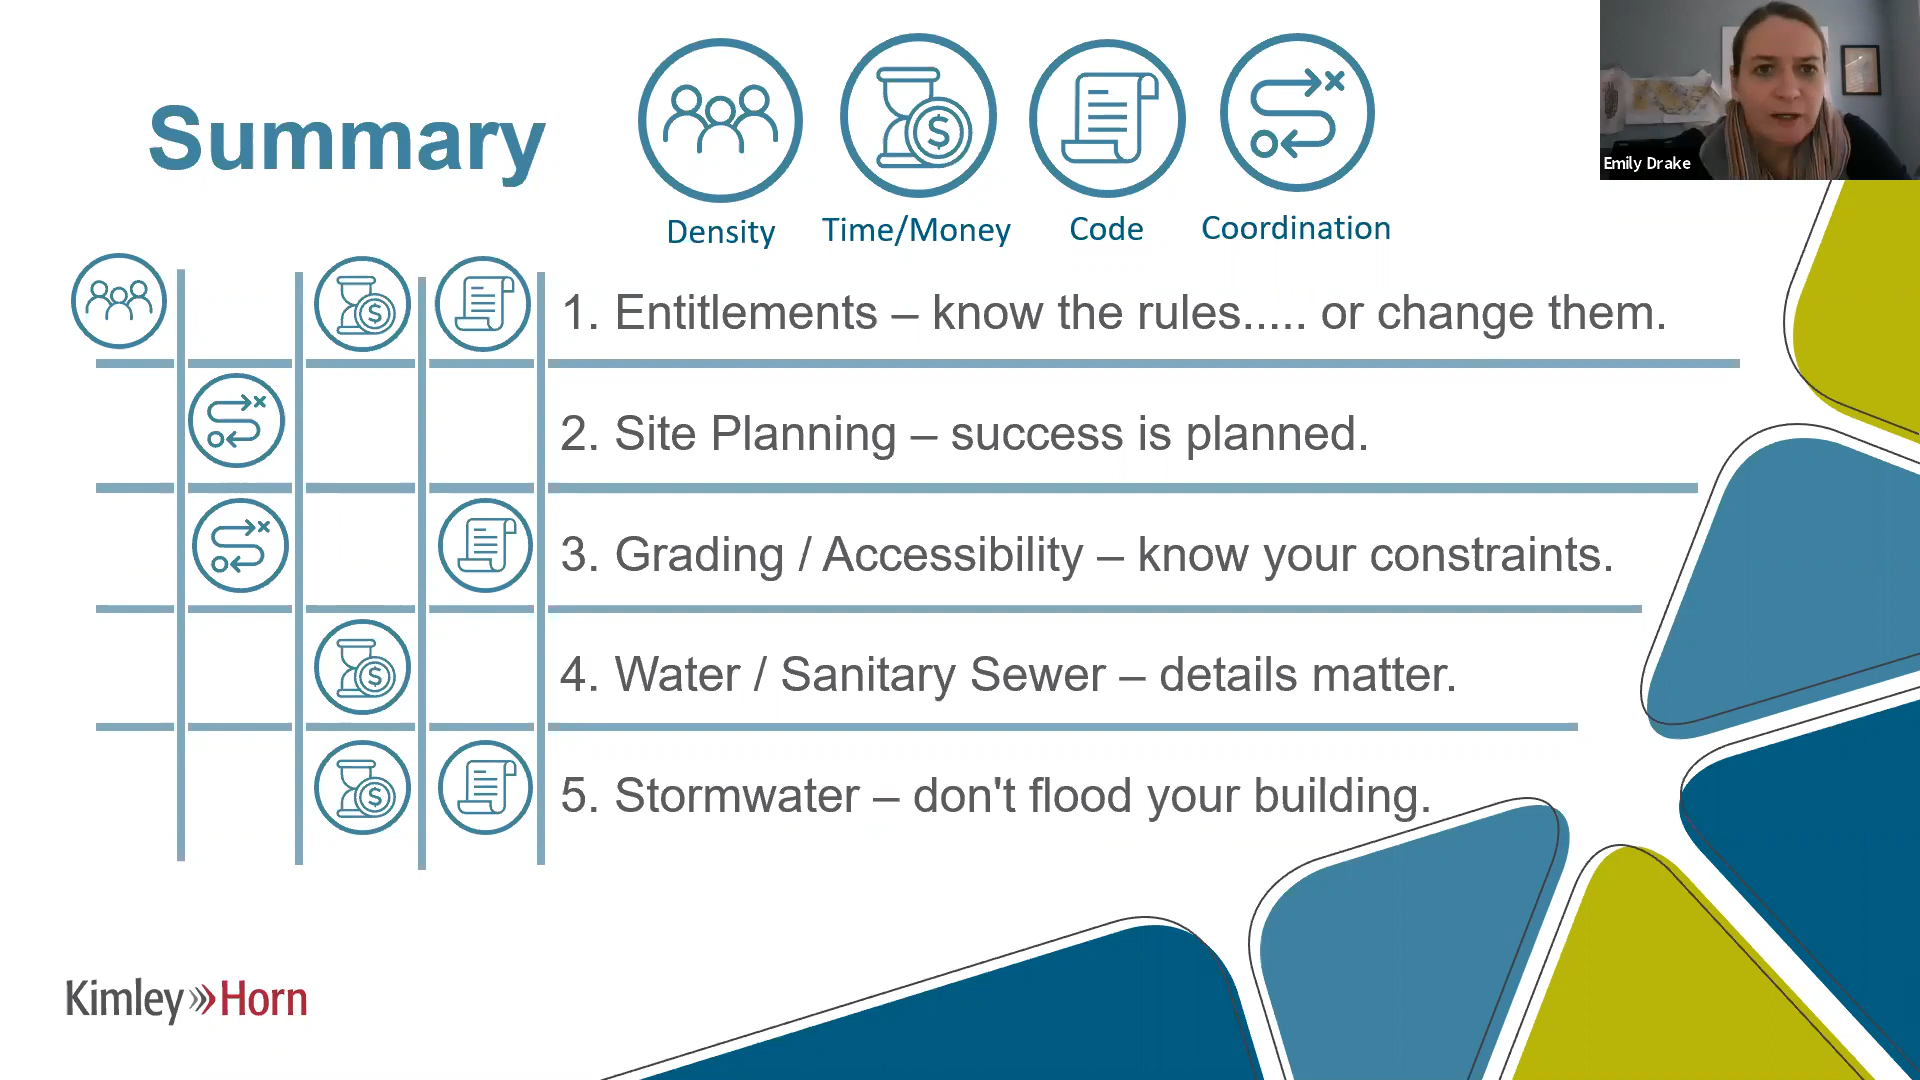 Summary
Density
Time/Money
Code
Coordination
Emily Drake
1. Entitlements – know the rules..... or change them.
2. Site Planning – success is planned.
3. Grading / Accessibility – know your constraints.
4. Water / Sanitary Sewer – details matter.
5. Stormwater – don't flood your building.
Kimley»Horn